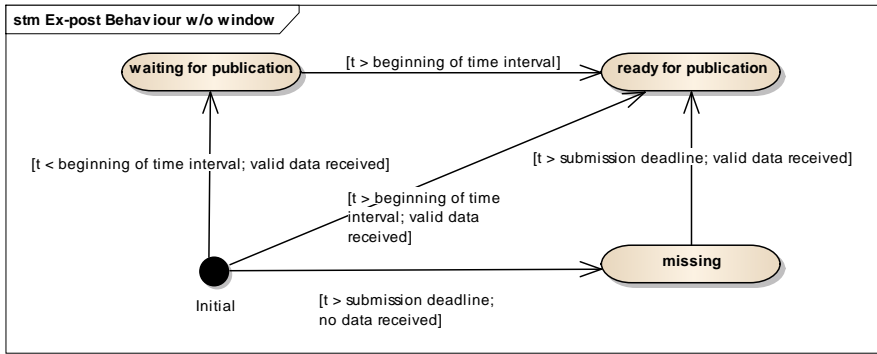 stm Ex-post Behaviour w/o window
waiting for publication
[t > beginning of time interval]
ready for publication
[t < beginning of time interval; valid data received]
[t > submission deadline; valid data received]
[t > beginning of time
interval; valid data
received]
missing
Initial
[t > submission deadline;
no data received]